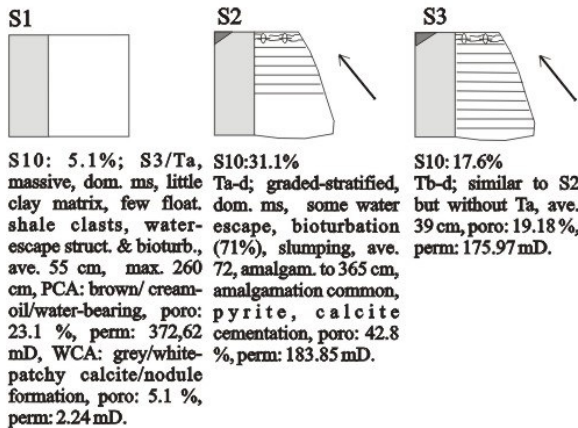 S1
S10: 5.1%; S3/Ta,
massive, dom. ms, little
clay matrix, few float.
shale clasts, water-
escape struct. & bioturb.,
ave. 55 cm, max. 260
cm, PCA: brown/ cream-
oil/water-bearing, poro:
23.1 %, perm: 372,62
mD, WCA: grey/white-
patchy calcite/nodule
formation, poro: 5.1 %,
perm: 2.24 mD.
S2
S10:31.1%
Ta-d; graded-stratified,
dom. ms, some water
escape, bioturbation
(71%), slumping, ave.
72, amalgam. to 365 cm,
amalgamation common,
pyrite, calcite
cementation, poro: 42.8
%, perm: 183.85 mD.
S3
S10: 17.6%
Tb-d; similar to S2
but without Ta, ave.
39 cm, poro: 19.18 %,
perm: 175.97 mD.